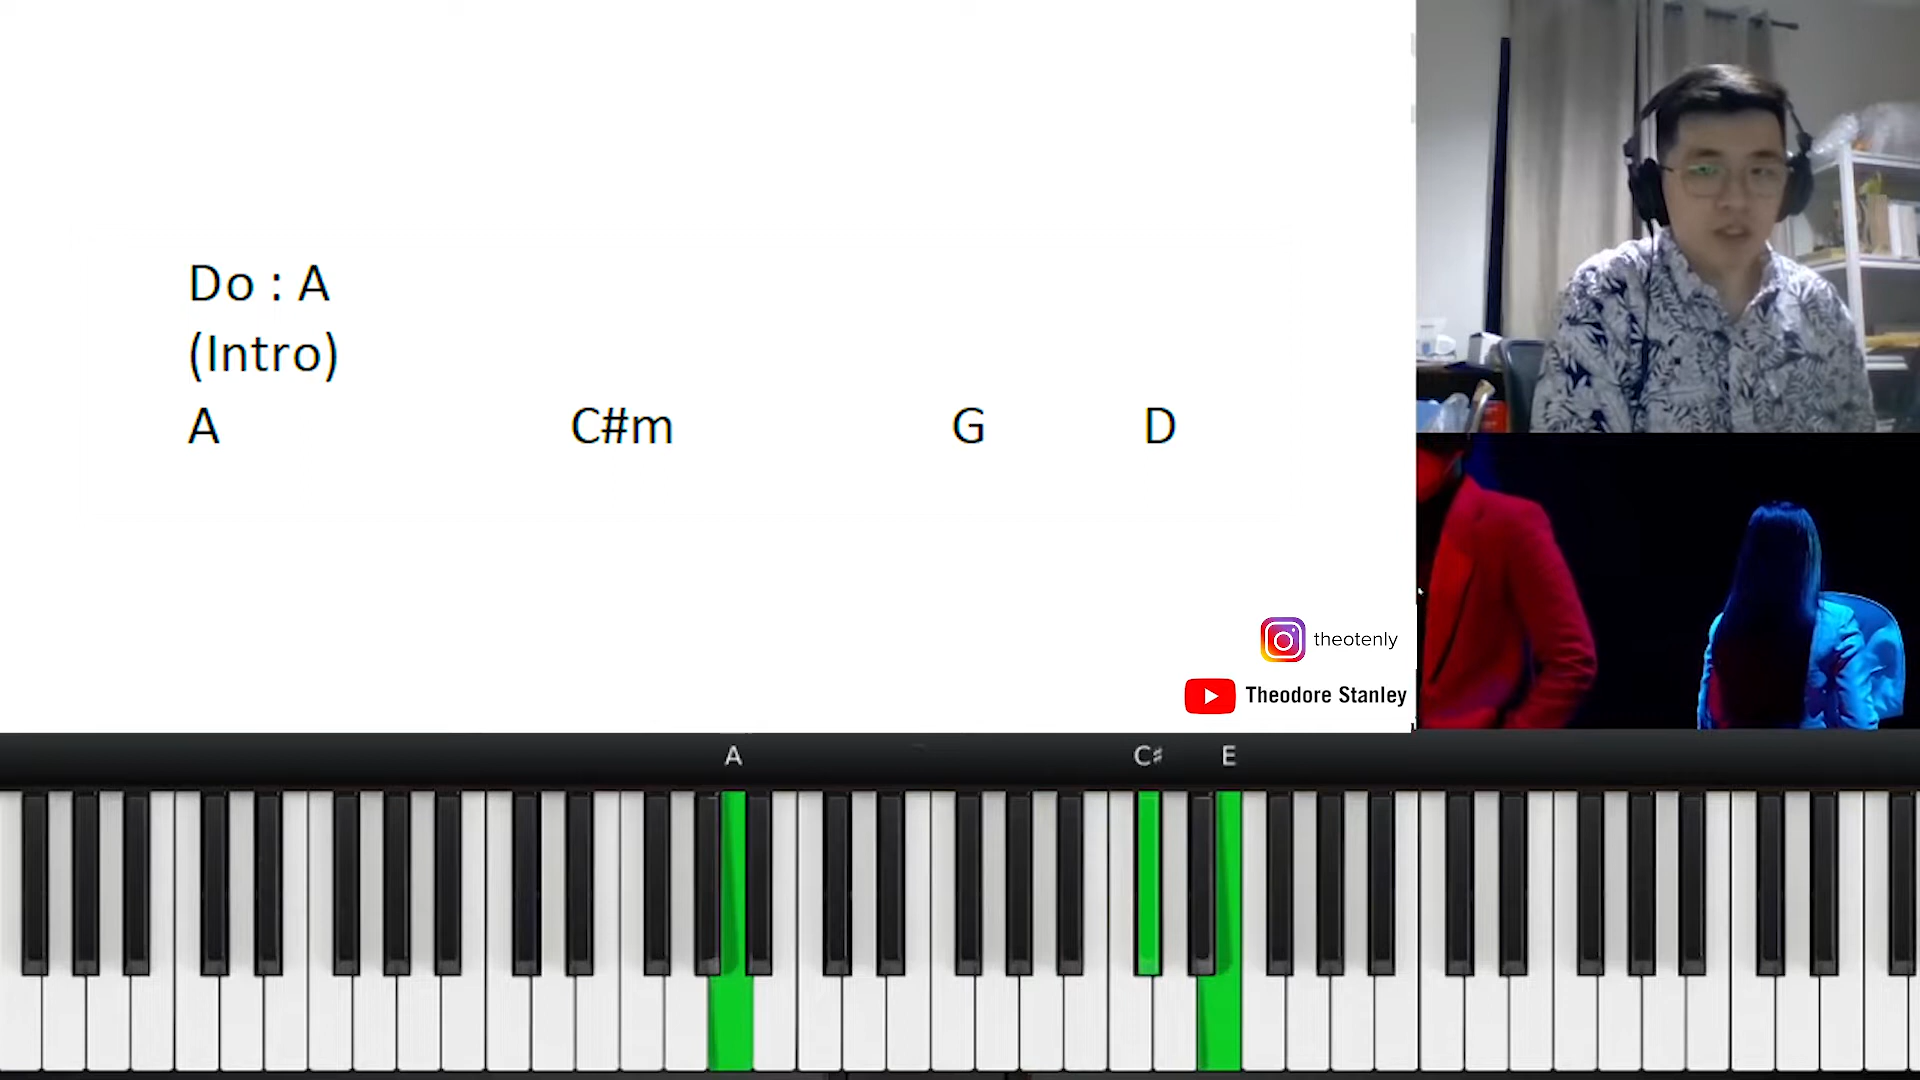 Do : A
(Intro)
A C#m G D
theotenly
Theodore Stanley
A C♯ E